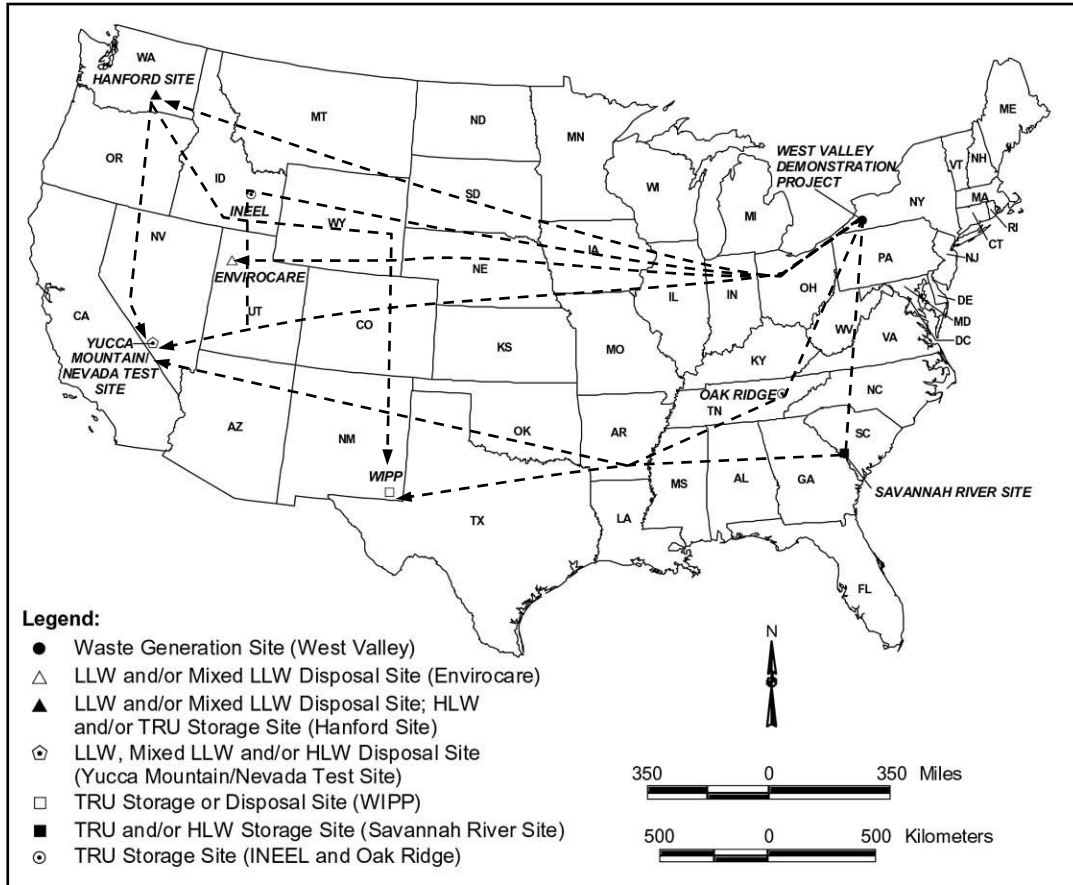 WA
HANFORD SITE
MT
ND
MN
ME
OR
ID
SD
WI
MI
WEST VALLEY
DEMONSTRATION
PROJECT
VT
NH
NY
MA
RI
CT
INEEL
WY
NV
IA
NE
PA
NJ
ENVIROCARE
IL
IN
OH
DE
MD
DC
CA
UT
CO
KS
MO
WV
VA
KY
YUCCA
MOUNTAIN/
NEVADA TEST
SITE
OAK RIDGE
TN
NC
AZ
NM
OK
AR
SC
WIPP
MS
AL
GA
SAVANNAH RIVER SITE
TX
LA
FL
Legend:
Waste Generation Site (West Valley)
LLW and/or Mixed LLW Disposal Site (Envirocare)
LLW and/or Mixed LLW Disposal Site; HLW
and/or TRU Storage Site (Hanford Site)
LLW, Mixed LLW and/or HLW Disposal Site
(Yucca Mountain/Nevada Test Site)
TRU Storage or Disposal Site (WIPP)
TRU and/or HLW Storage Site (Savannah River Site)
TRU Storage Site (INEEL and Oak Ridge)
N
350 0 350 Miles
500 0 500 Kilometers